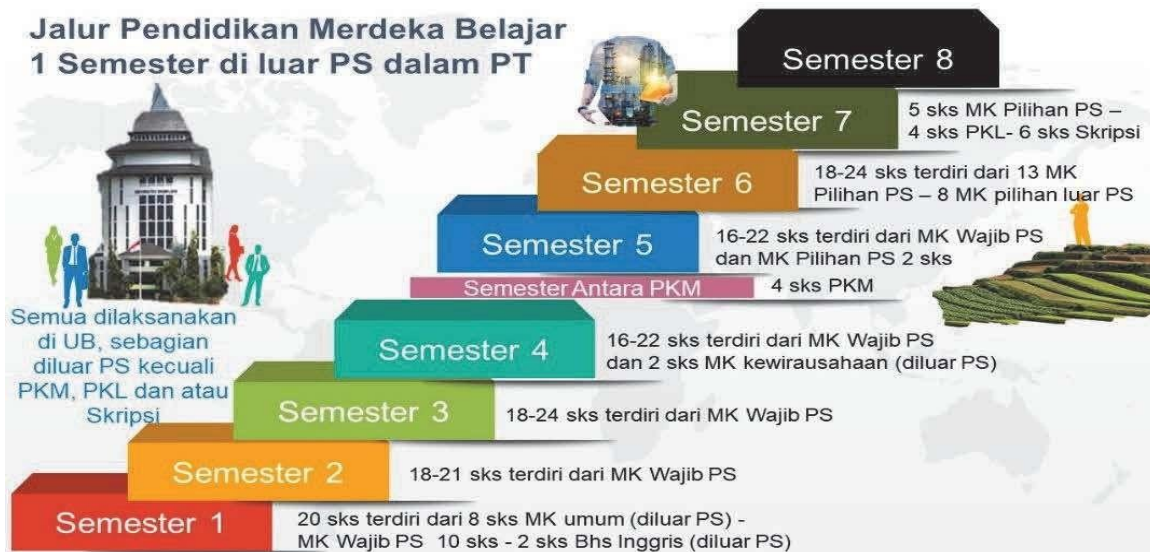 Jalur Pendidikan Merdeka Belajar
1 Semester di luar PS dalam PT
Semester 8
Semester 7
5 sks MK Pilihan PS –
4 sks PKL- 6 sks Skripsi
Semester 6
18-24 sks terdiri dari 13 MK
Pilihan PS – 8 MK pilihan luar PS
Semester 5
16-22 sks terdiri dari MK Wajib PS
dan MK Pilihan PS 2 sks
Semester Antara PKM
4 sks PKM
Semua dilaksanakan
di UB, sebagian
diluar PS kecuali
PKM, PKL dan atau
Skripsi
Semester 4
16-22 sks terdiri dari MK Wajib PS
dan 2 sks MK kewirausahaan (diluar PS)
Semester 3
18-24 sks terdiri dari MK Wajib PS
Semester 2
18-21 sks terdiri dari MK Wajib PS
Semester 1
20 sks terdiri dari 8 sks MK umum (diluar PS) -
MK Wajib PS 10 sks - 2 sks Bhs Inggris (diluar PS)